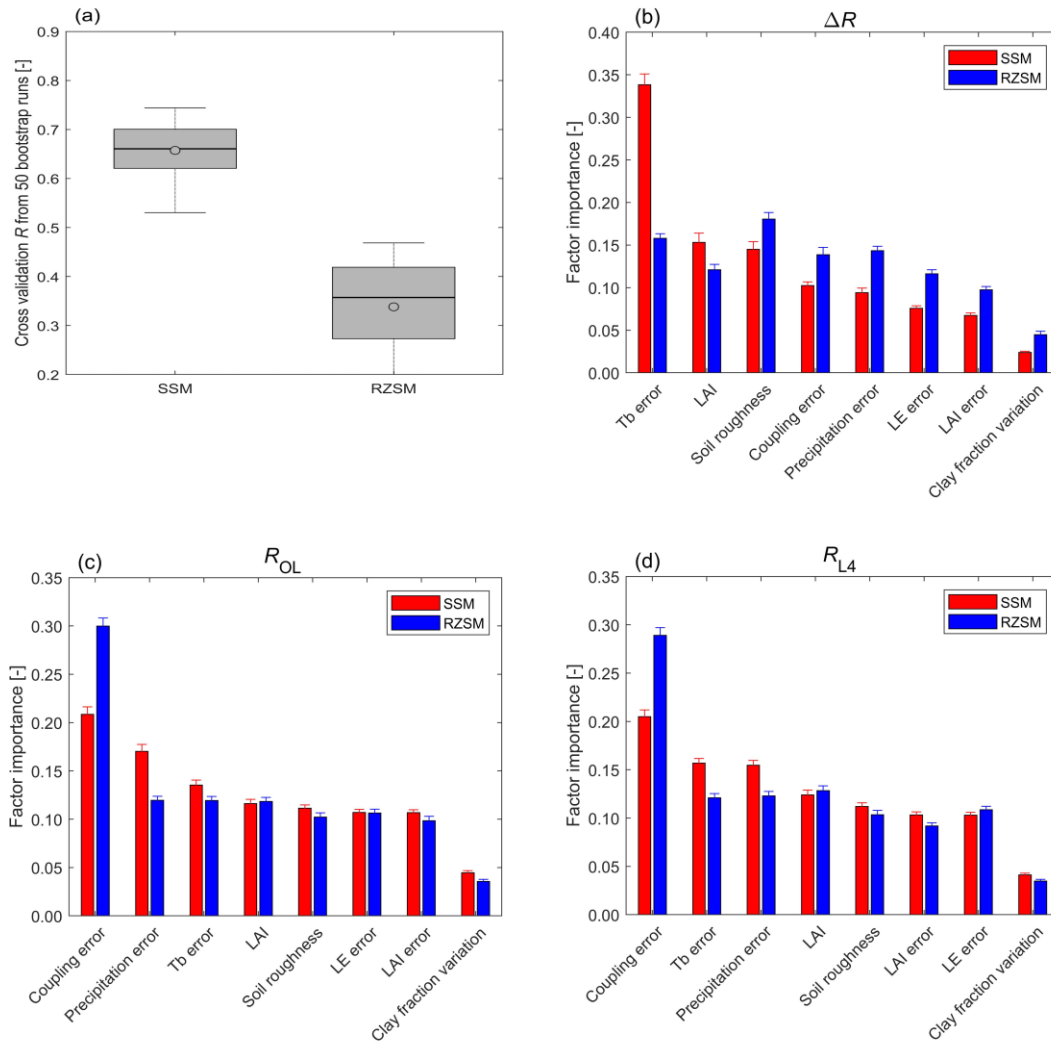 (a)
Cross validation R from 50 bootstrap runs [-]
0.9
0.8
0.7
0.6
0.5
0.4
0.3
0.2
SSM
RZSM
(b)
ΔR
Factor importance [-]
0.35
0.30
0.25
0.20
0.15
0.10
0.05
0.00
SSM
RZSM
Tb error
LAI
Soil roughness
Coupling error
Precipitation error
LE error
LAI error
Clay fraction variation
(c)
R_OL
Factor importance [-]
0.35
0.30
0.25
0.20
0.15
0.10
0.05
0.00
SSM
RZSM
Coupling error
Precipitation error
Tb error
LAI
Soil roughness
LE error
LAI error
Clay fraction variation
(d)
R_L4
Factor importance [-]
0.35
0.30
0.25
0.20
0.15
0.10
0.05
0.00
SSM
RZSM
Coupling error
Tb error
Precipitation error
LAI
Soil roughness
LAI error
LE error
Clay fraction variation